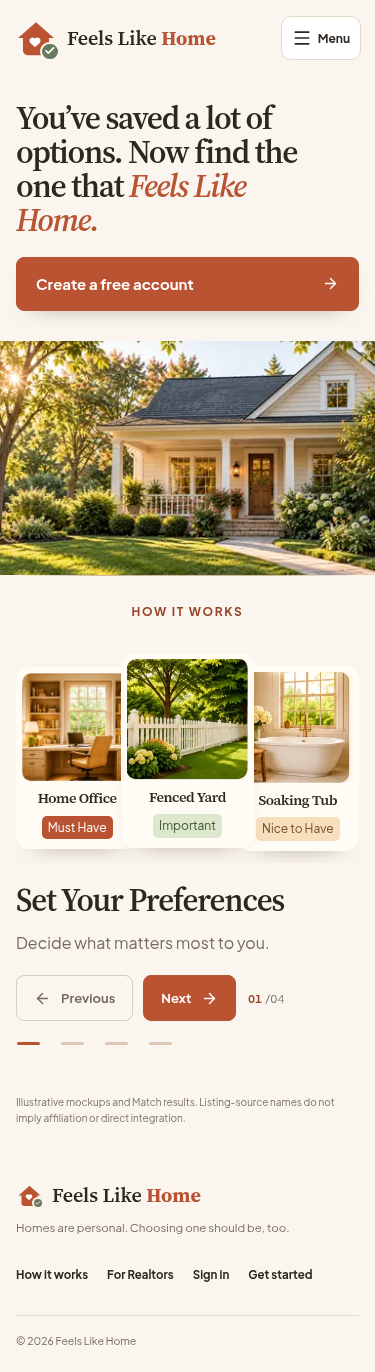 Feels Like Home
Menu
You’ve saved a lot of
options. Now find the
one that Feels Like
Home.
Create a free account
HOW IT WORKS
Home Office
Must Have
Fenced Yard
Important
Soaking Tub
Nice to Have
Set Your Preferences
Decide what matters most to you.
Previous
Next
01 /04
Illustrative mockups and Match results. Listing-source names do not
imply affiliation or direct integration.
Feels Like Home
Homes are personal. Choosing one should be, too.
How it works For Realtors Sign in Get started
© 2026 Feels Like Home